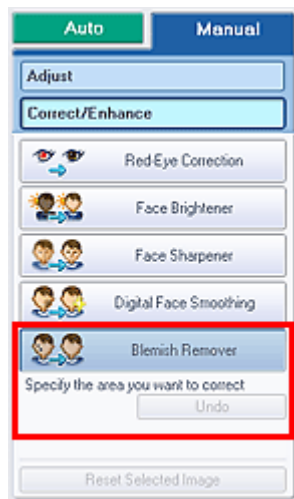 Auto Manual
Adjust
Correct/Enhance
Red-Eye Correction
Face Brightener
Face Sharpener
Digital Face Smoothing
Blemish Remover
Specify the area you want to correct
Undo
Reset Selected Image